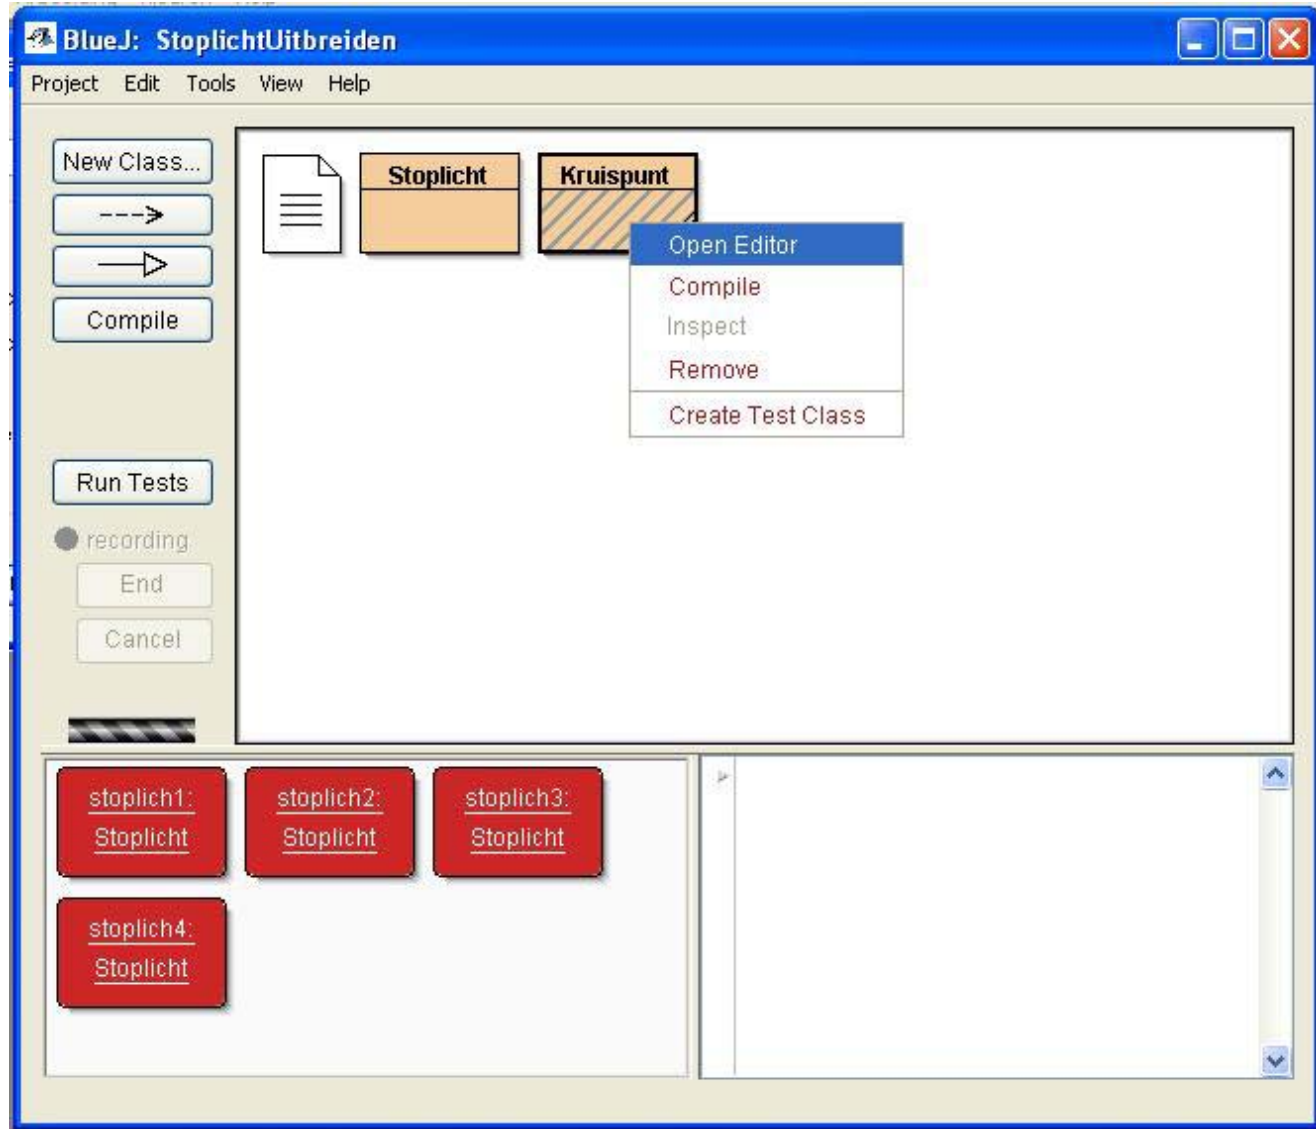 BlueJ: StoplichtUitbreiden
Project Edit Tools View Help
New Class...
Compile
Run Tests
recording
End
Cancel
Stoplicht
Kruispunt
Open Editor
Compile
Inspect
Remove
Create Test Class
stoplich1:
Stoplicht
stoplich2:
Stoplicht
stoplich3:
Stoplicht
stoplich4:
Stoplicht